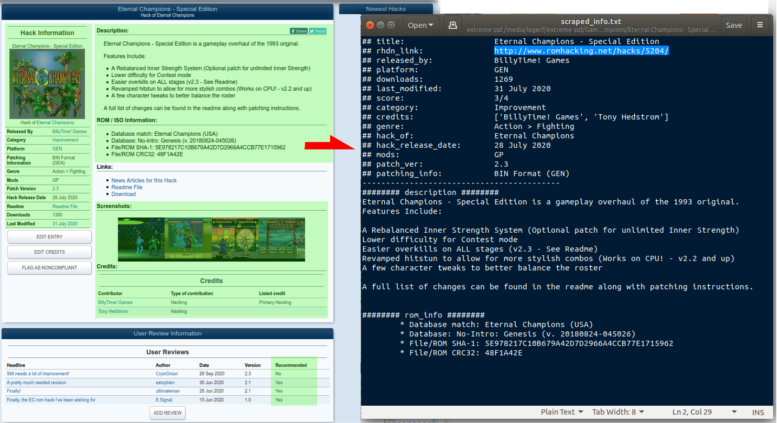 Eternal Champions - Special Edition
Hack of Eternal Champions
Newest Hacks
Hack Information
Eternal Champions - Special Edition
Hack of Eternal Champions
Released By BillyTime! Games
Category Improvement
Platform GEN
Patching Information BIN Format (GEN)
Genre Action > Fighting
Mods GP
Patch Version 2.3
Hack Release Date 28 July 2020
Readme Readme File
Downloads 1300
Last Modified 31 July 2020
EDIT ENTRY
EDIT CREDITS
FLAG AS NONCOMPLIANT
Description:
Share
Tweet
Eternal Champions - Special Edition is a gameplay overhaul of the 1993 original.
Features Include:
• A Rebalanced Inner Strength System (Optional patch for unlimited Inner Strength)
• Lower difficulty for Contest mode
• Easier overkills on ALL stages (v2.3 - See Readme)
• Revamped hitstun to allow for more stylish combos (Works on CPU! - v2.2 and up)
• A few character tweaks to better balance the roster
A full list of changes can be found in the readme along with patching instructions.
ROM / ISO Information:
• Database match: Eternal Champions (USA)
• Database: No-Intro: Genesis (v. 20180824-045026)
• File/ROM SHA-1: 5E978217C10B679A42D7D2966A4CCB77E1715962
• File/ROM CRC32: 48F1A42E
Links:
• News Articles for this Hack
• Readme File
• Download
Screenshots:
Credits:
Credits
Contributor Type of contribution Listed credit
BillyTime! Games Hacking Primary Hacking
Tony Hedstrom Hacking
User Review Information
User Reviews
Headline Author Date Version Recommended
Still needs a lot of improvement! CrystOnion 20 Sep 2020 2.3 No
A pretty much needed revision 30 Jun 2020 2.1 Yes
Finally! ultimaleman 26 Jun 2020 2.1 Yes
Finally, the EC rom hack I've been wishing for E.Signal 15 Jun 2020 1.0 Yes
ADD REVIEW
Open
scraped_info.txt
Save
## title: Eternal Champions - Special Edition
## rhdn_link: http://www.romhacking.net/hacks/5204/
## released_by: BillyTime! Games
## platform: GEN
## downloads: 1269
## last_modified: 31 July 2020
## score: 3/4
## category: Improvement
## credits: ['BillyTime! Games', 'Tony Hedstrom']
## genre: Action > Fighting
## hack_of: Eternal Champions
## hack_release_date: 28 July 2020
## mods: GP
## patch_ver: 2.3
## patching_info: BIN Format (GEN)
-------------------------------------------
######## description ########
Eternal Champions - Special Edition is a gameplay overhaul of the 1993 original.
Features Include:
A Rebalanced Inner Strength System (Optional patch for unlimited Inner Strength)
Lower difficulty for Contest mode
Easier overkills on ALL stages (v2.3 - See Readme)
Revamped hitstun to allow for more stylish combos (Works on CPU! - v2.2 and up)
A few character tweaks to better balance the roster
A full list of changes can be found in the readme along with patching instructions.
######## rom_info ########
* Database match: Eternal Champions (USA)
* Database: No-Intro: Genesis (v. 20180824-045026)
* File/ROM SHA-1: 5E978217C10B679A42D7D2966A4CCB77E1715962
* File/ROM CRC32: 48F1A42E
Plain Text Tab Width: 8 Ln 2, Col 29 INS